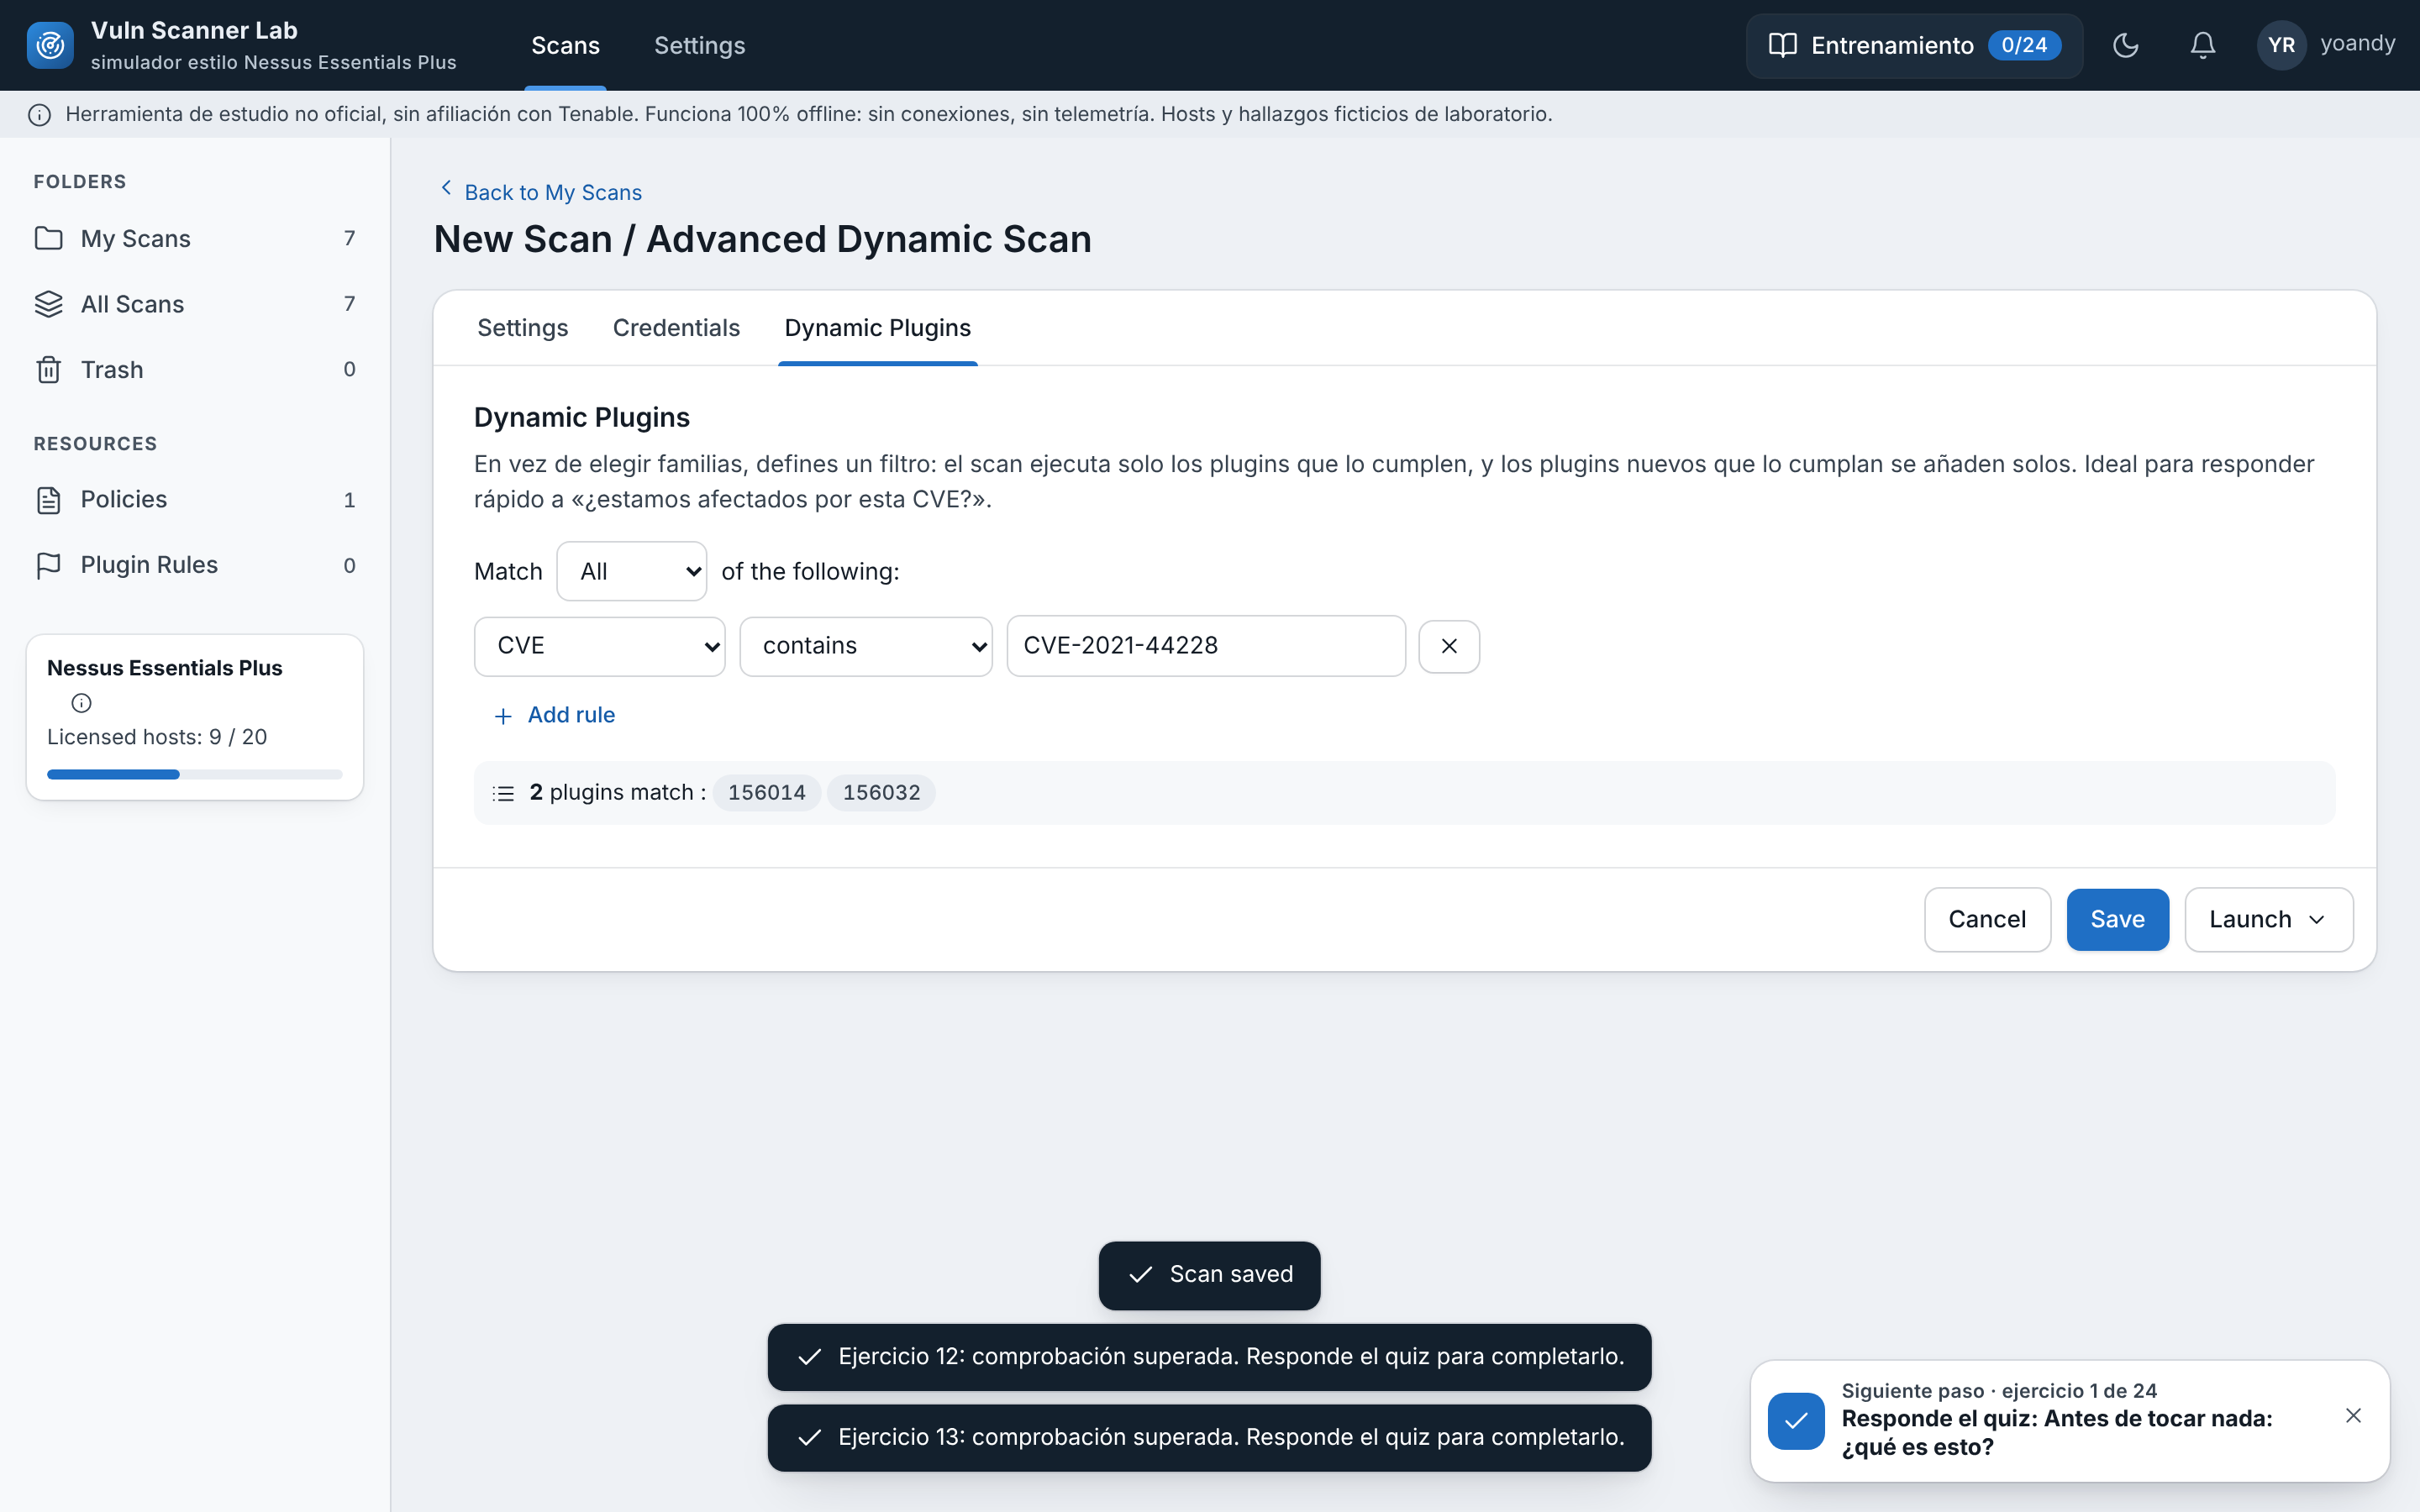 Vuln Scanner Lab
simulador estilo Nessus Essentials Plus
Scans
Settings
Entrenamiento 0/24
YR
yoandy
Herramienta de estudio no oficial, sin afiliación con Tenable. Funciona 100% offline: sin conexiones, sin telemetría. Hosts y hallazgos ficticios de laboratorio.
FOLDERS
My Scans 7
All Scans 7
Trash 0
RESOURCES
Policies 1
Plugin Rules 0
Nessus Essentials Plus
Licensed hosts: 9 / 20
Back to My Scans
New Scan / Advanced Dynamic Scan
Settings Credentials Dynamic Plugins
Dynamic Plugins
En vez de elegir familias, defines un filtro: el scan ejecuta solo los plugins que lo cumplen, y los plugins nuevos que lo cumplan se añaden solos. Ideal para responder
rápido a «¿estamos afectados por esta CVE?».
Match All of the following:
CVE contains CVE-2021-44228
Add rule
2 plugins match : 156014 156032
Cancel Save Launch
Scan saved
Ejercicio 12: comprobación superada. Responde el quiz para completarlo.
Ejercicio 13: comprobación superada. Responde el quiz para completarlo.
Siguiente paso · ejercicio 1 de 24
Responde el quiz: Antes de tocar nada:
¿qué es esto?